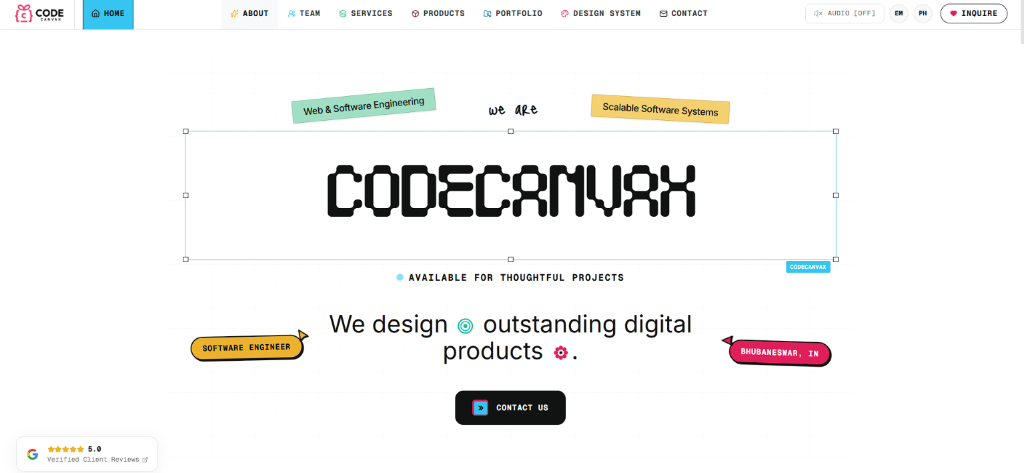 CODE
CANVAX
HOME
ABOUT
TEAM
SERVICES
PRODUCTS
PORTFOLIO
DESIGN SYSTEM
CONTACT
AUDIO [OFF]
EM
PH
INQUIRE
Web & Software Engineering
we are
Scalable Software Systems
CODECANVAX
CODECANVAX
AVAILABLE FOR THOUGHTFUL PROJECTS
We design outstanding digital
products .
SOFTWARE ENGINEER
BHUBANESWAR, IN
CONTACT US
5.0
Verified Client Reviews